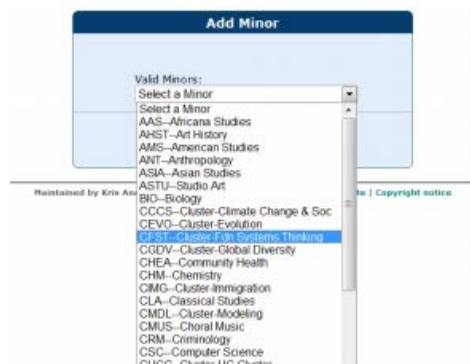 Add Minor
Valid Minors:
Select a Minor
Select a Minor
AAS--Africana Studies
AHST--Art History
AMS--American Studies
ANT--Anthropology
ASIA--Asian Studies
ASTU--Studio Art
BIO--Biology
CCCS--Cluster-Climate Change & Soc
CEVO--Cluster-Evolution
CFST--Cluster-Fdn Systems Thinking
CGDV--Cluster-Global Diversity
CHEA--Community Health
CHM--Chemistry
CIMG--Cluster-Immigration
CLA--Classical Studies
CMDL--Cluster-Modeling
CMUS--Choral Music
CRM--Criminology
CSC--Computer Science
Maintained by Kris
| Copyright notice